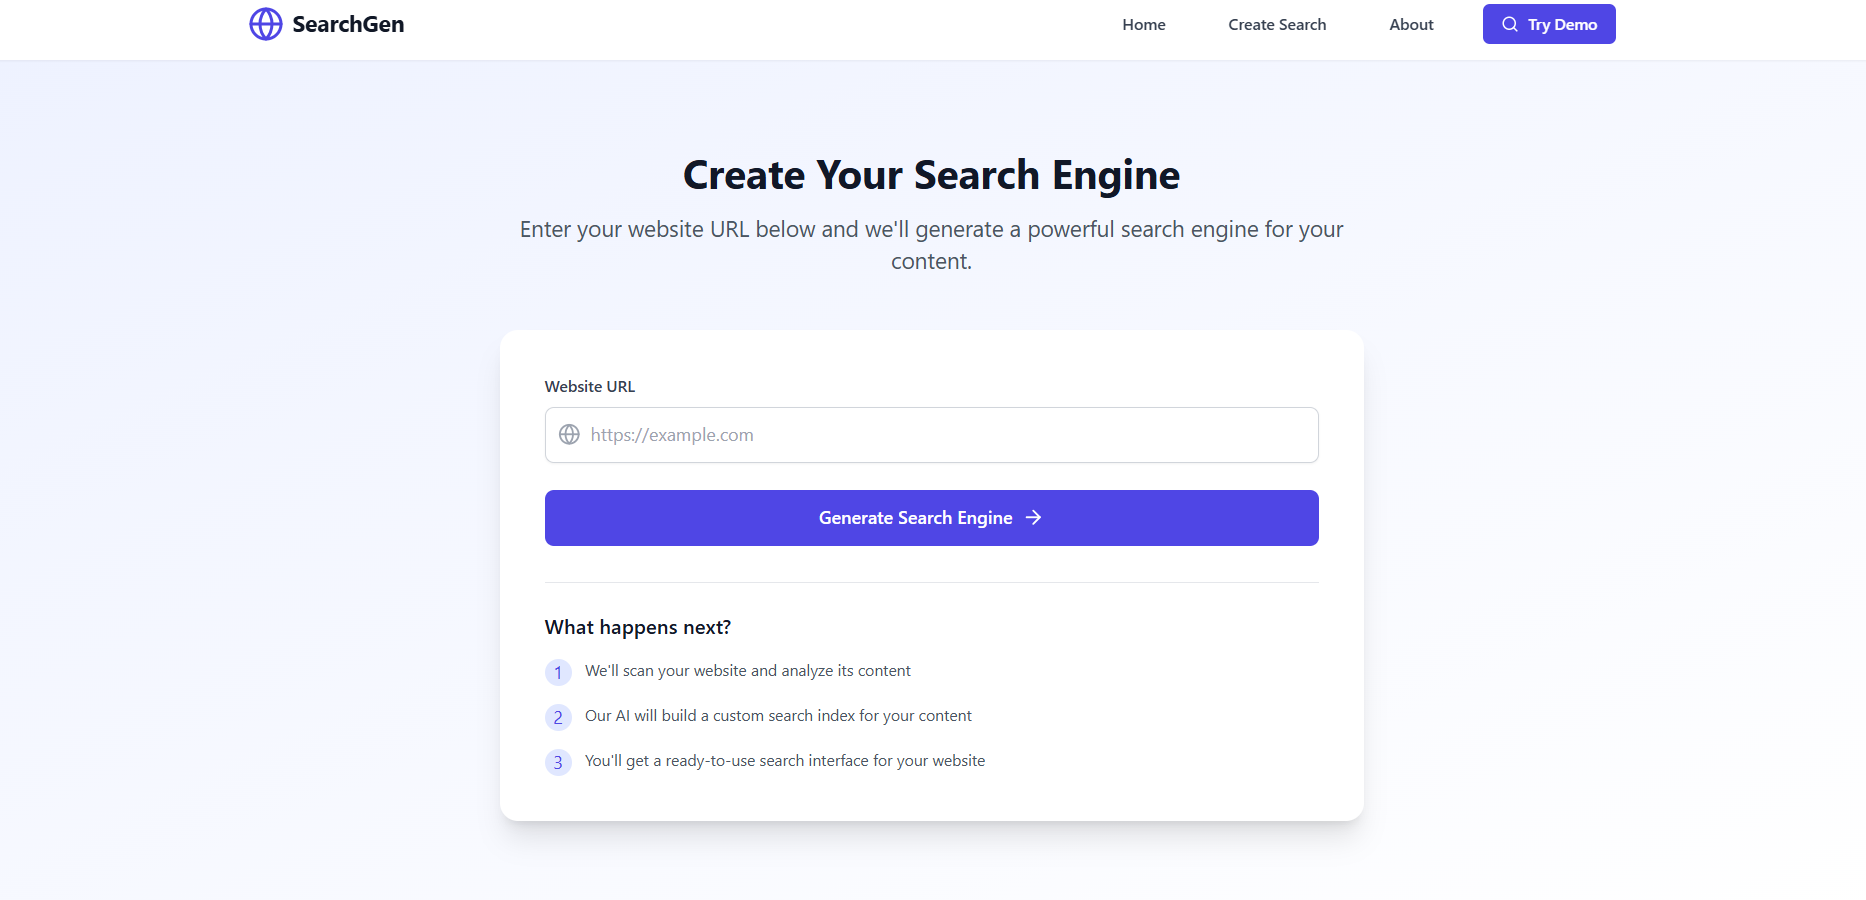 SearchGen
Home
Create Search
About
Try Demo
Create Your Search Engine
Enter your website URL below and we'll generate a powerful search engine for your
content.
Website URL
https://example.com
Generate Search Engine
What happens next?
1 We'll scan your website and analyze its content
2 Our AI will build a custom search index for your content
3 You'll get a ready-to-use search interface for your website